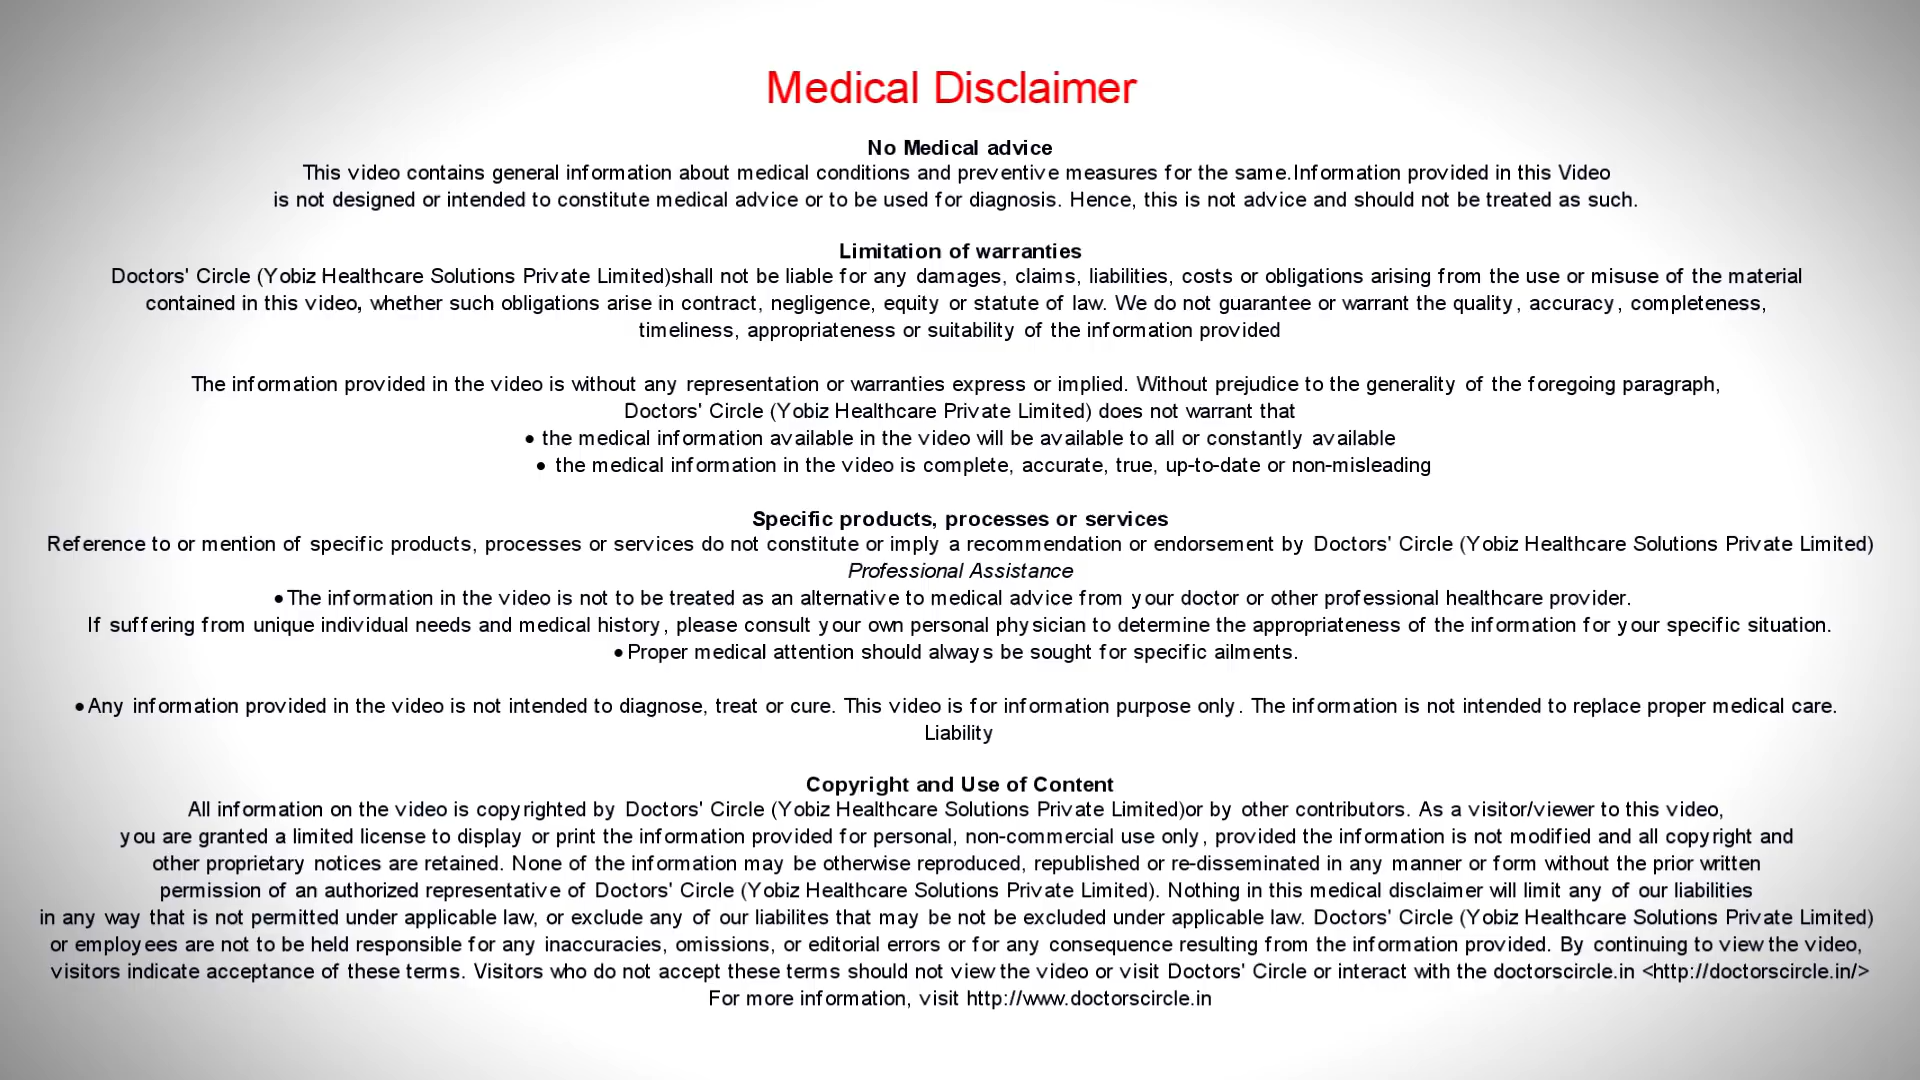 Medical Disclaimer
No Medical advice
This video contains general information about medical conditions and preventive measures for the same.Information provided in this Video
is not designed or intended to constitute medical advice or to be used for diagnosis. Hence, this is not advice and should not be treated as such.
Limitation of warranties
Doctors' Circle (Yobiz Healthcare Solutions Private Limited)shall not be liable for any damages, claims, liabilities, costs or obligations arising from the use or misuse of the material
contained in this video, whether such obligations arise in contract, negligence, equity or statute of law. We do not guarantee or warrant the quality, accuracy, completeness,
timeliness, appropriateness or suitability of the information provided
The information provided in the video is without any representation or warranties express or implied. Without prejudice to the generality of the foregoing paragraph,
Doctors' Circle (Yobiz Healthcare Private Limited) does not warrant that
• the medical information available in the video will be available to all or constantly available
• the medical information in the video is complete, accurate, true, up-to-date or non-misleading
Specific products, processes or services
Reference to or mention of specific products, processes or services do not constitute or imply a recommendation or endorsement by Doctors' Circle (Yobiz Healthcare Solutions Private Limited)
Professional Assistance
•The information in the video is not to be treated as an alternative to medical advice from your doctor or other professional healthcare provider.
If suffering from unique individual needs and medical history, please consult your own personal physician to determine the appropriateness of the information for your specific situation.
•Proper medical attention should always be sought for specific ailments.
•Any information provided in the video is not intended to diagnose, treat or cure. This video is for information purpose only. The information is not intended to replace proper medical care.
Liability
Copyright and Use of Content
All information on the video is copyrighted by Doctors' Circle (Yobiz Healthcare Solutions Private Limited)or by other contributors. As a visitor/viewer to this video,
you are granted a limited license to display or print the information provided for personal, non-commercial use only, provided the information is not modified and all copyright and
other proprietary notices are retained. None of the information may be otherwise reproduced, republished or re-disseminated in any manner or form without the prior written
permission of an authorized representative of Doctors' Circle (Yobiz Healthcare Solutions Private Limited). Nothing in this medical disclaimer will limit any of our liabilities
in any way that is not permitted under applicable law, or exclude any of our liabilites that may be not be excluded under applicable law. Doctors' Circle (Yobiz Healthcare Solutions Private Limited)
or employees are not to be held responsible for any inaccuracies, omissions, or editorial errors or for any consequence resulting from the information provided. By continuing to view the video,
visitors indicate acceptance of these terms. Visitors who do not accept these terms should not view the video or visit Doctors' Circle or interact with the doctorscircle.in <http://doctorscircle.in/>
For more information, visit http://www.doctorscircle.in